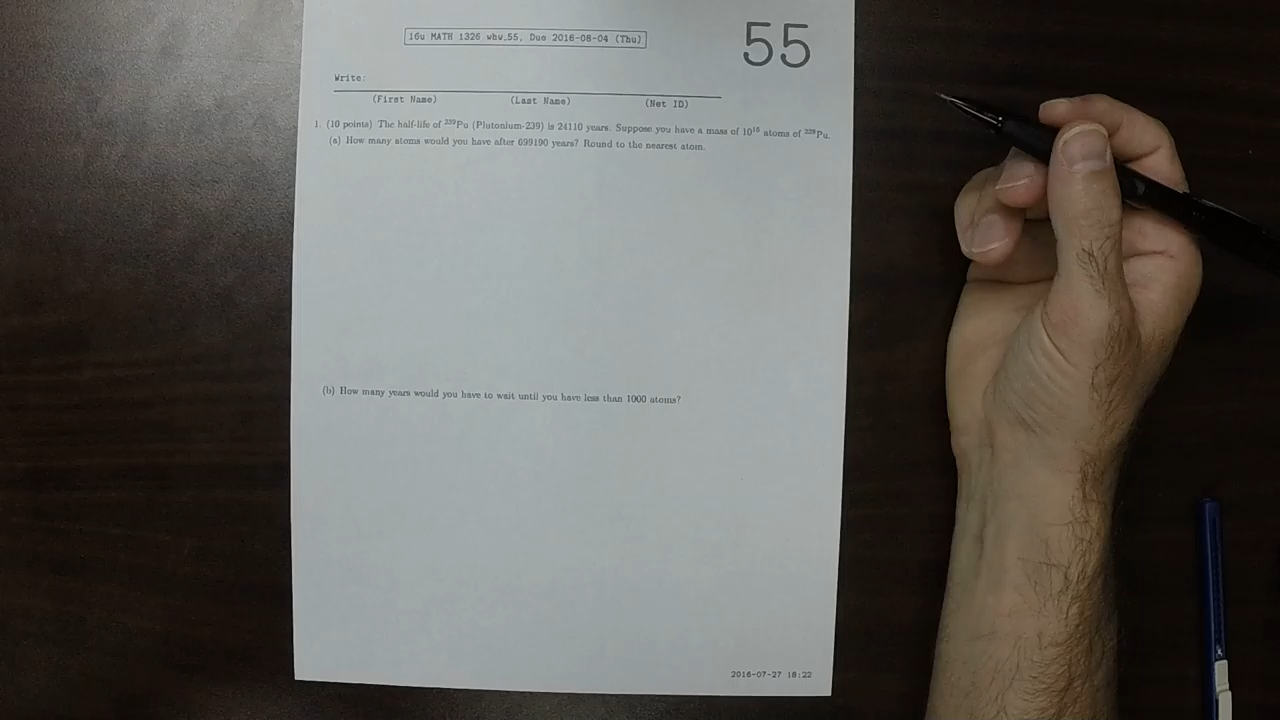 16u MATH 1326 whw.55, Due 2016-08-04 (Thu)
55
Write:
(First Name) (Last Name) (Net ID)
1. (10 points) The half-life of ²³⁹Pu (Plutonium-239) is 24110 years. Suppose you have a mass of 10¹⁵ atoms of ²³⁹Pu.
(a) How many atoms would you have after 699190 years? Round to the nearest atom.
(b) How many years would you have to wait until you have less than 1000 atoms?
2016-07-27 18:22